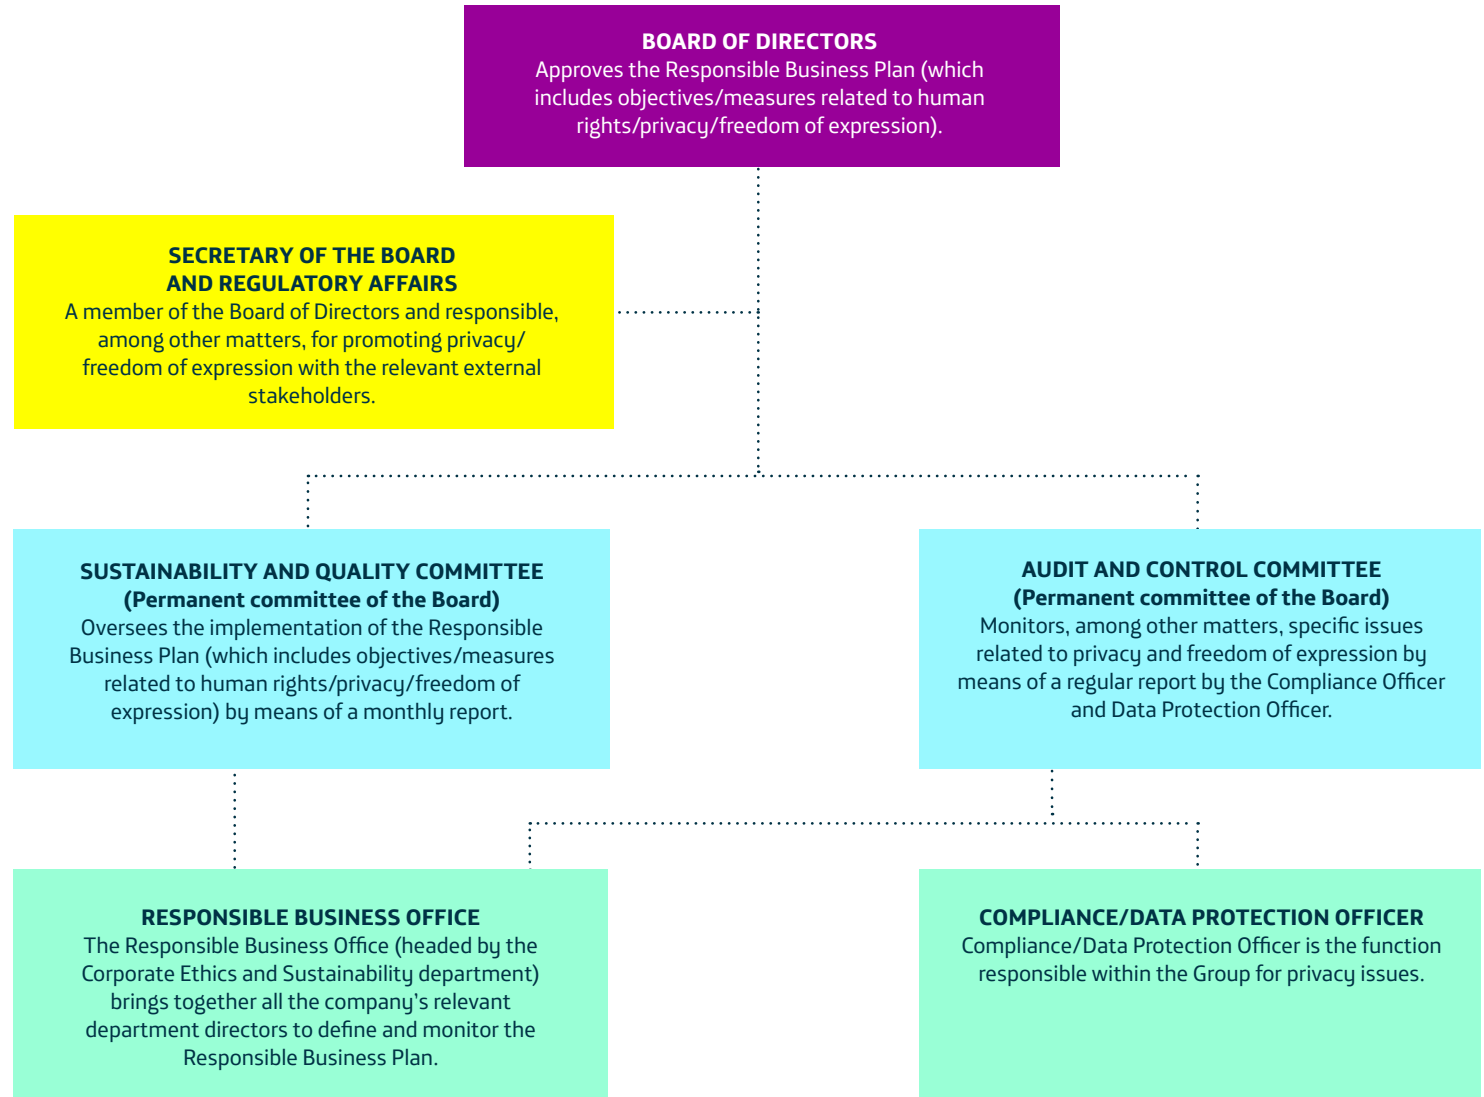 BOARD OF DIRECTORS
Approves the Responsible Business Plan (which
includes objectives/measures related to human
rights/privacy/freedom of expression).
SECRETARY OF THE BOARD
AND REGULATORY AFFAIRS
A member of the Board of Directors and responsible,
among other matters, for promoting privacy/
freedom of expression with the relevant external
stakeholders.
SUSTAINABILITY AND QUALITY COMMITTEE
(Permanent committee of the Board)
Oversees the implementation of the Responsible
Business Plan (which includes objectives/measures
related to human rights/privacy/freedom of
expression) by means of a monthly report.
AUDIT AND CONTROL COMMITTEE
(Permanent committee of the Board)
Monitors, among other matters, specific issues
related to privacy and freedom of expression by
means of a regular report by the Compliance Officer
and Data Protection Officer.
RESPONSIBLE BUSINESS OFFICE
The Responsible Business Office (headed by the
Corporate Ethics and Sustainability department)
brings together all the company's relevant
department directors to define and monitor the
Responsible Business Plan.
COMPLIANCE/DATA PROTECTION OFFICER
Compliance/Data Protection Officer is the function
responsible within the Group for privacy issues.